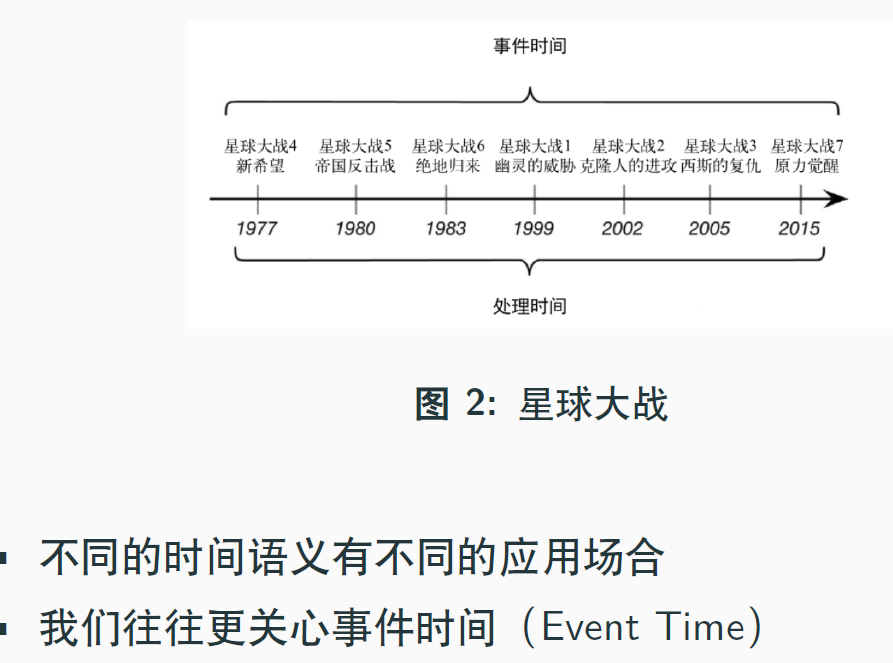 事件时间
星球大战4 星球大战5 星球大战6 星球大战1 星球大战2 星球大战3 星球大战7
新希望 帝国反击战 绝地归来 幽灵的威胁 克隆人的进攻 西斯的复仇 原力觉醒
1977 1980 1983 1999 2002 2005 2015
处理时间
图 2: 星球大战
不同的时间语义有不同的应用场合
我们往往更关心事件时间（Event Time）